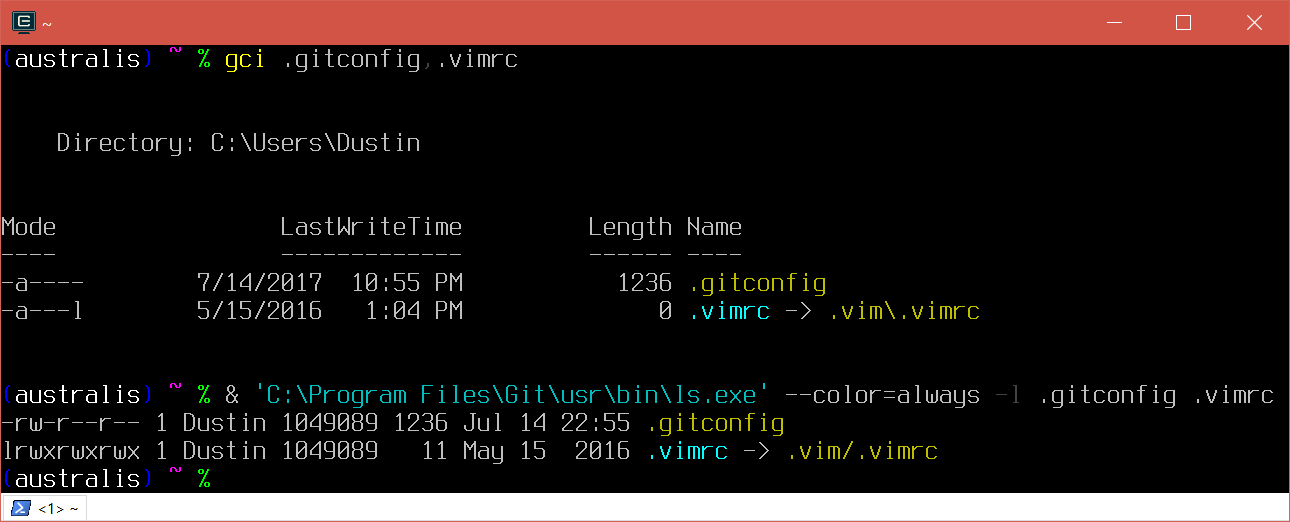 ~
(australis) ~ % gci .gitconfig,.vimrc
Directory: C:\Users\Dustin
Mode                LastWriteTime         Length Name
----                -------------         ------ ----
-a----        7/14/2017  10:55 PM           1236 .gitconfig
-a---l        5/15/2016   1:04 PM              0 .vimrc -> .vim\.vimrc
(australis) ~ % & 'C:\Program Files\Git\usr\bin\ls.exe' --color=always -l .gitconfig .vimrc
-rw-r--r-- 1 Dustin 1049089 1236 Jul 14 22:55 .gitconfig
lrwxrwxrwx 1 Dustin 1049089   11 May 15  2016 .vimrc -> .vim/.vimrc
(australis) ~ %
<1> ~